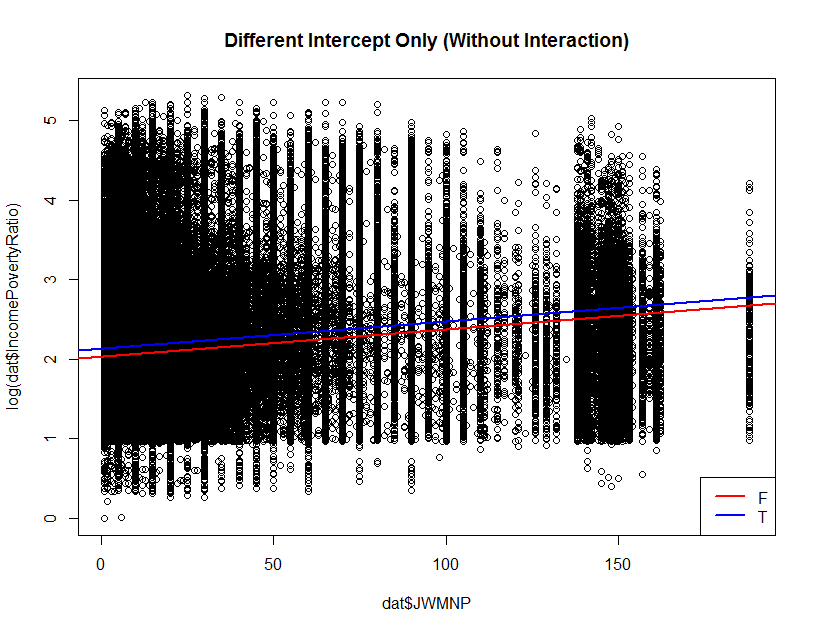 Different Intercept Only (Without Interaction)
log(dat$IncomePovertyRatio)
5
4
3
2
1
0
0 50 100 150
dat$JWMNP
F
T